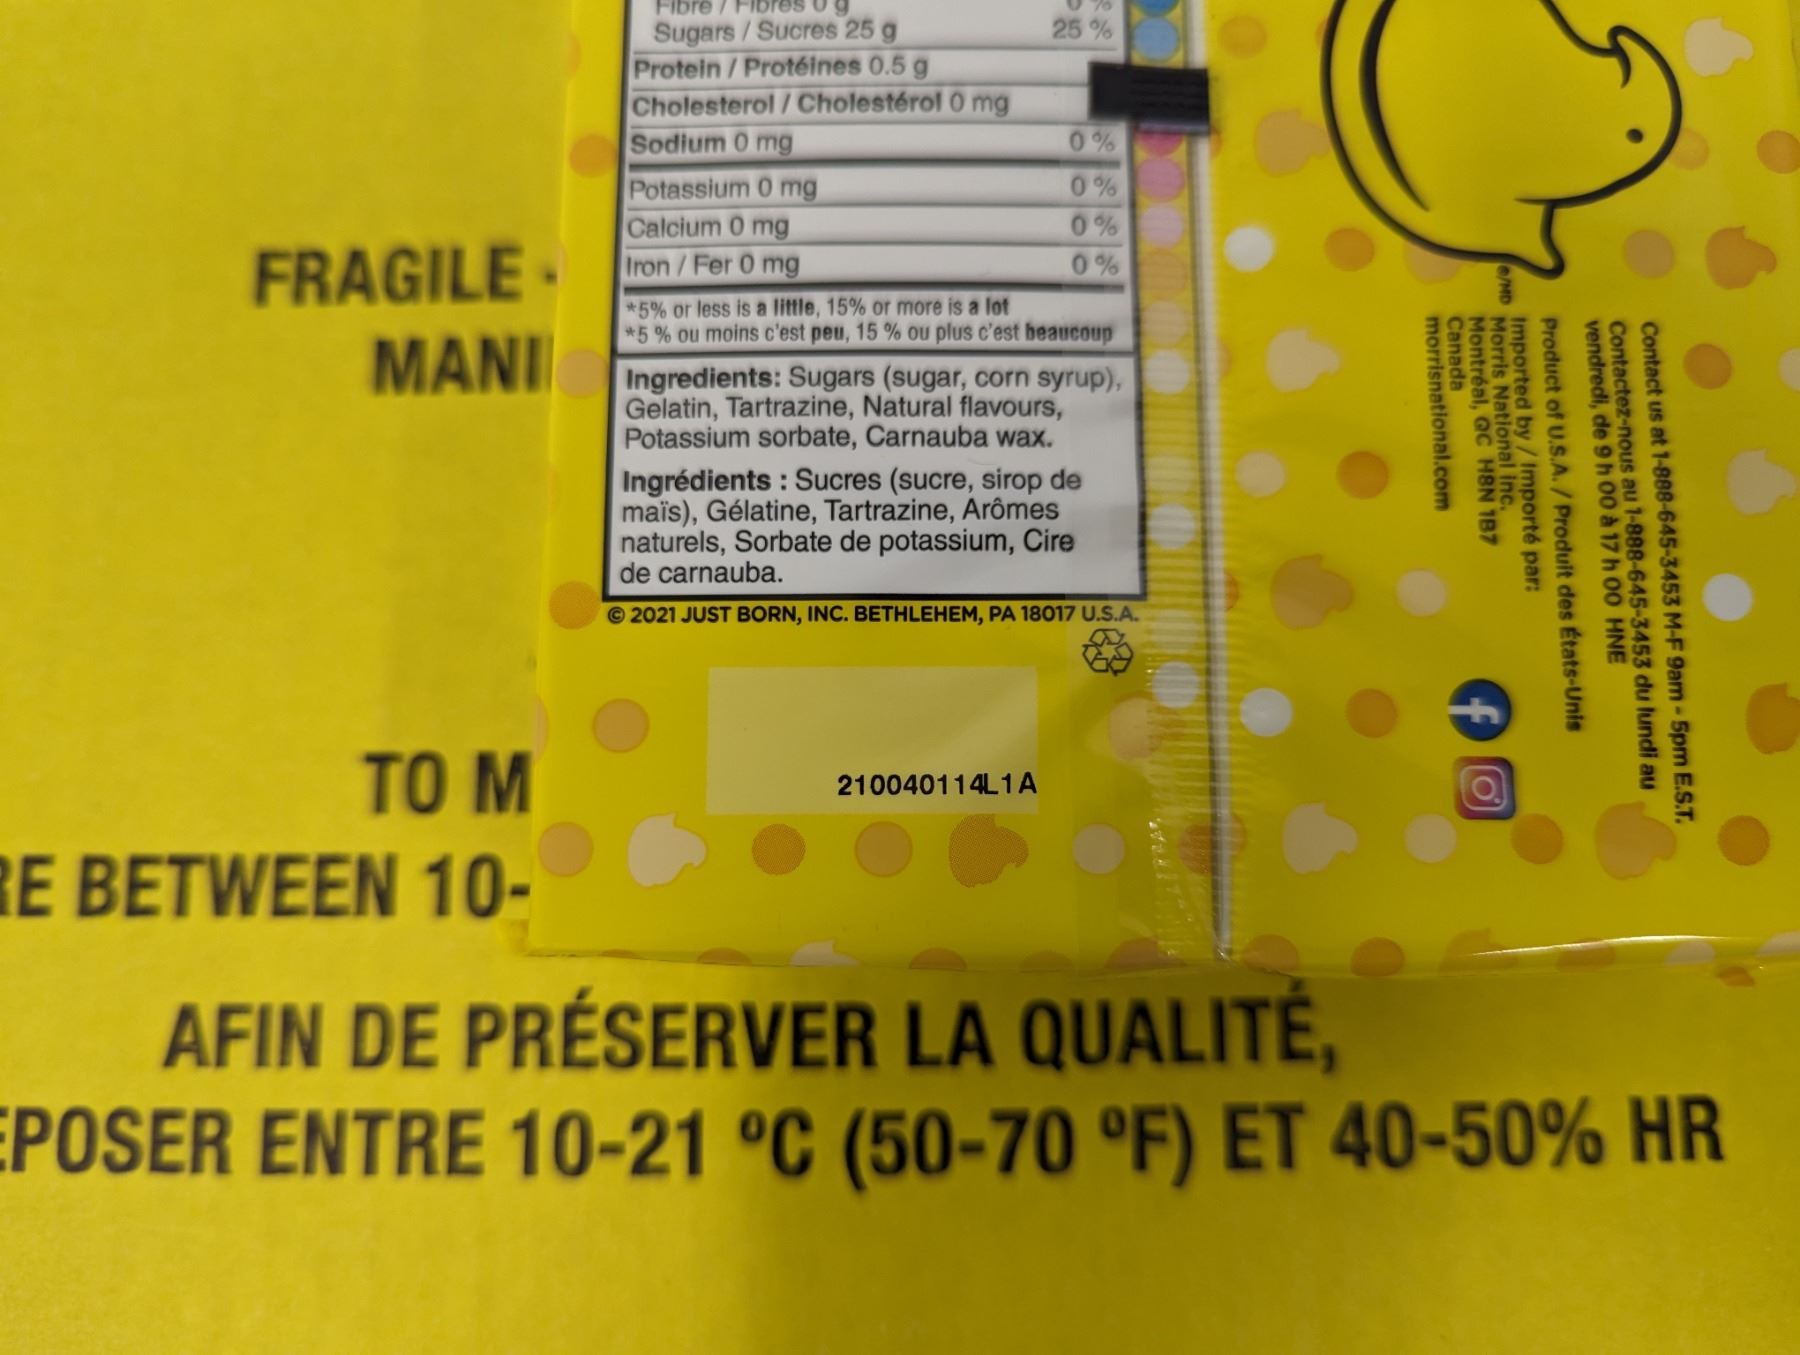 Fibre / Fibres 0 g 0 %
Sugars / Sucres 25 g 25 %
Protein / Protéines 0.5 g
Cholesterol / Cholestérol 0 mg
Sodium 0 mg 0 %
Potassium 0 mg 0 %
Calcium 0 mg 0 %
Iron / Fer 0 mg 0 %
*5% or less is a little, 15% or more is a lot
*5 % ou moins c'est peu, 15 % ou plus c'est beaucoup
Ingredients: Sugars (sugar, corn syrup),
Gelatin, Tartrazine, Natural flavours,
Potassium sorbate, Carnauba wax.
Ingrédients : Sucres (sucre, sirop de
maïs), Gélatine, Tartrazine, Arômes
naturels, Sorbate de potassium, Cire
de carnauba.
© 2021 JUST BORN, INC. BETHLEHEM, PA 18017 U.S.A.
210040114L1A
Contact us at 1-888-645-3453 M-F 9am - 5pm E.S.T.
Contactez-nous au 1-888-645-3453 du lundi au
vendredi, de 9 h 00 à 17 h 00 HNE
Product of U.S.A. / Produit des États-Unis
Imported by / Importé par:
Morris National Inc.
Montréal, QC H8N 1B7
Canada
morrisnational.com
®/MD
FRAGILE -
MANI
TO M
RE BETWEEN 10-
AFIN DE PRÉSERVER LA QUALITÉ,
EPOSER ENTRE 10-21 ºC (50-70 ºF) ET 40-50% HR